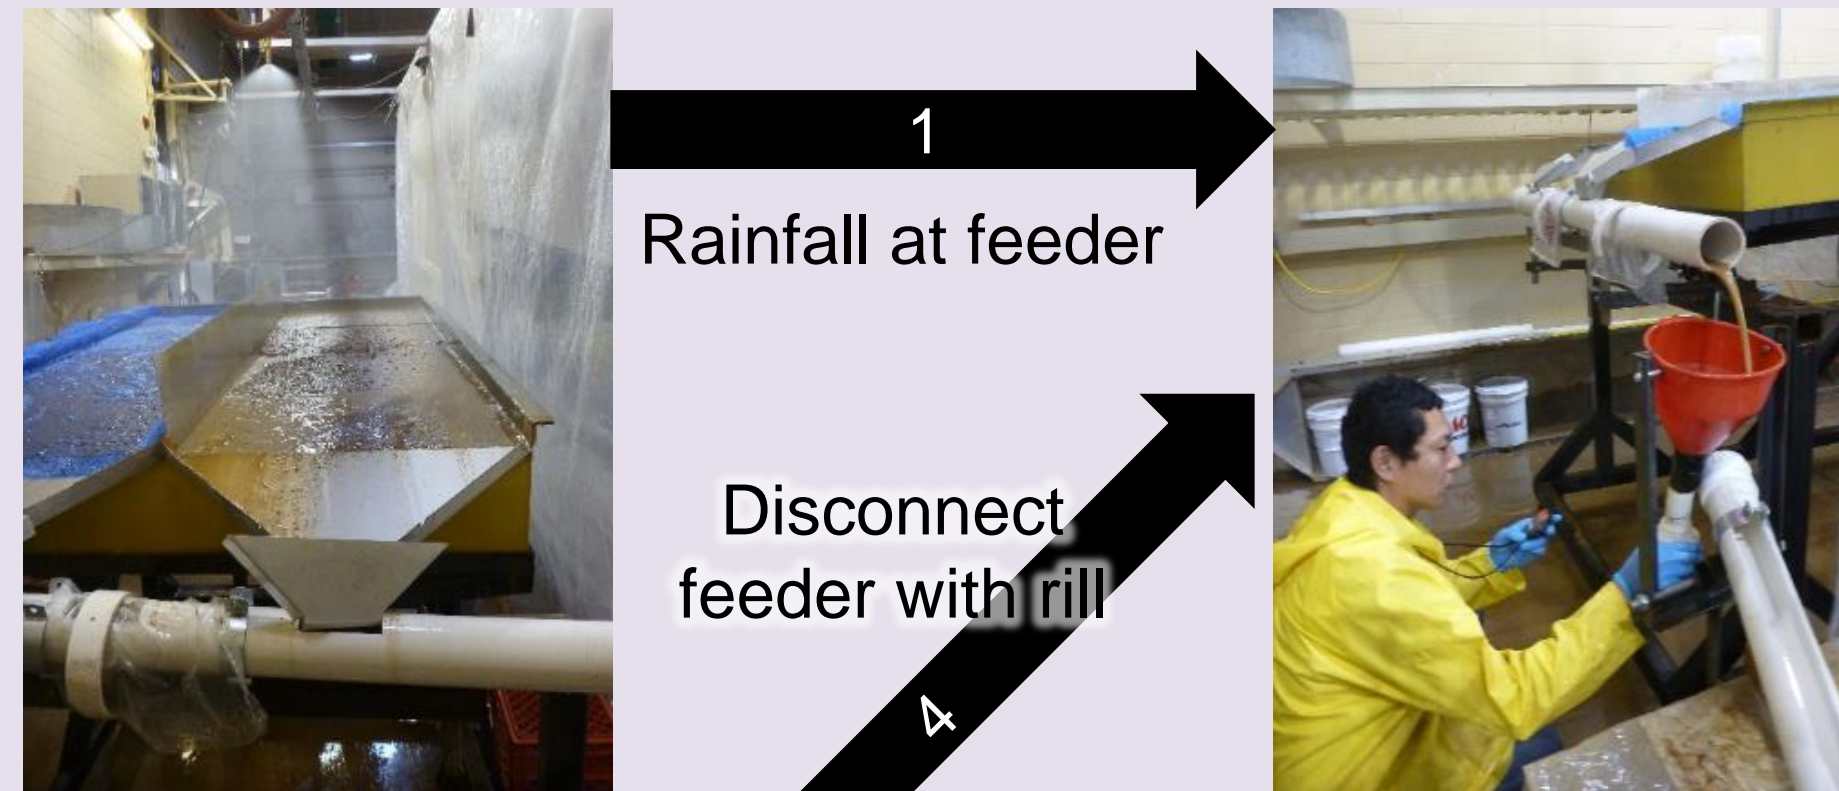 1
Rainfall at feeder
Disconnect
feeder with rill
4